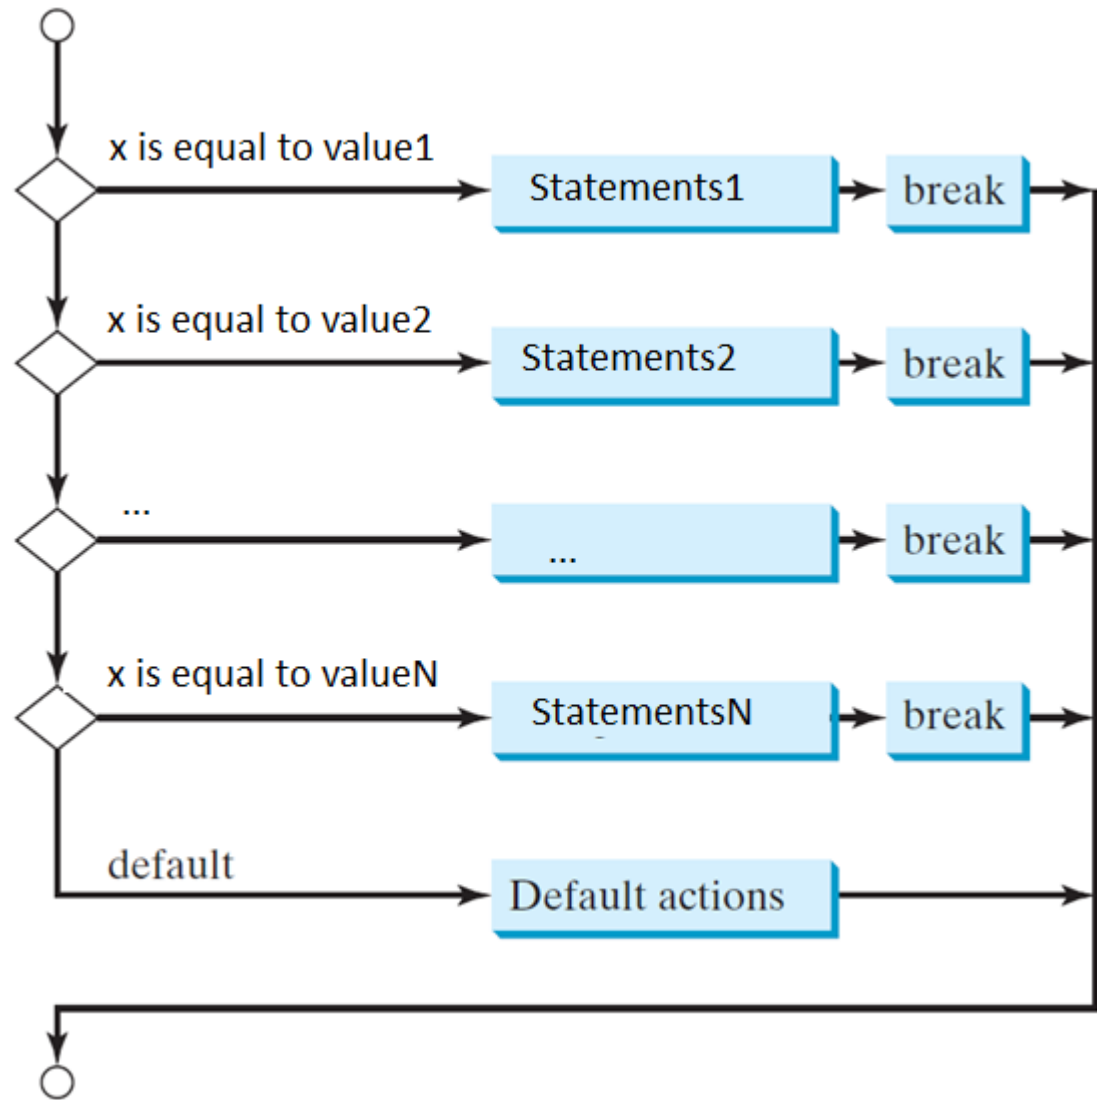 x is equal to value1
Statements1
break
x is equal to value2
Statements2
break
...
...
break
x is equal to valueN
StatementsN
break
default
Default actions